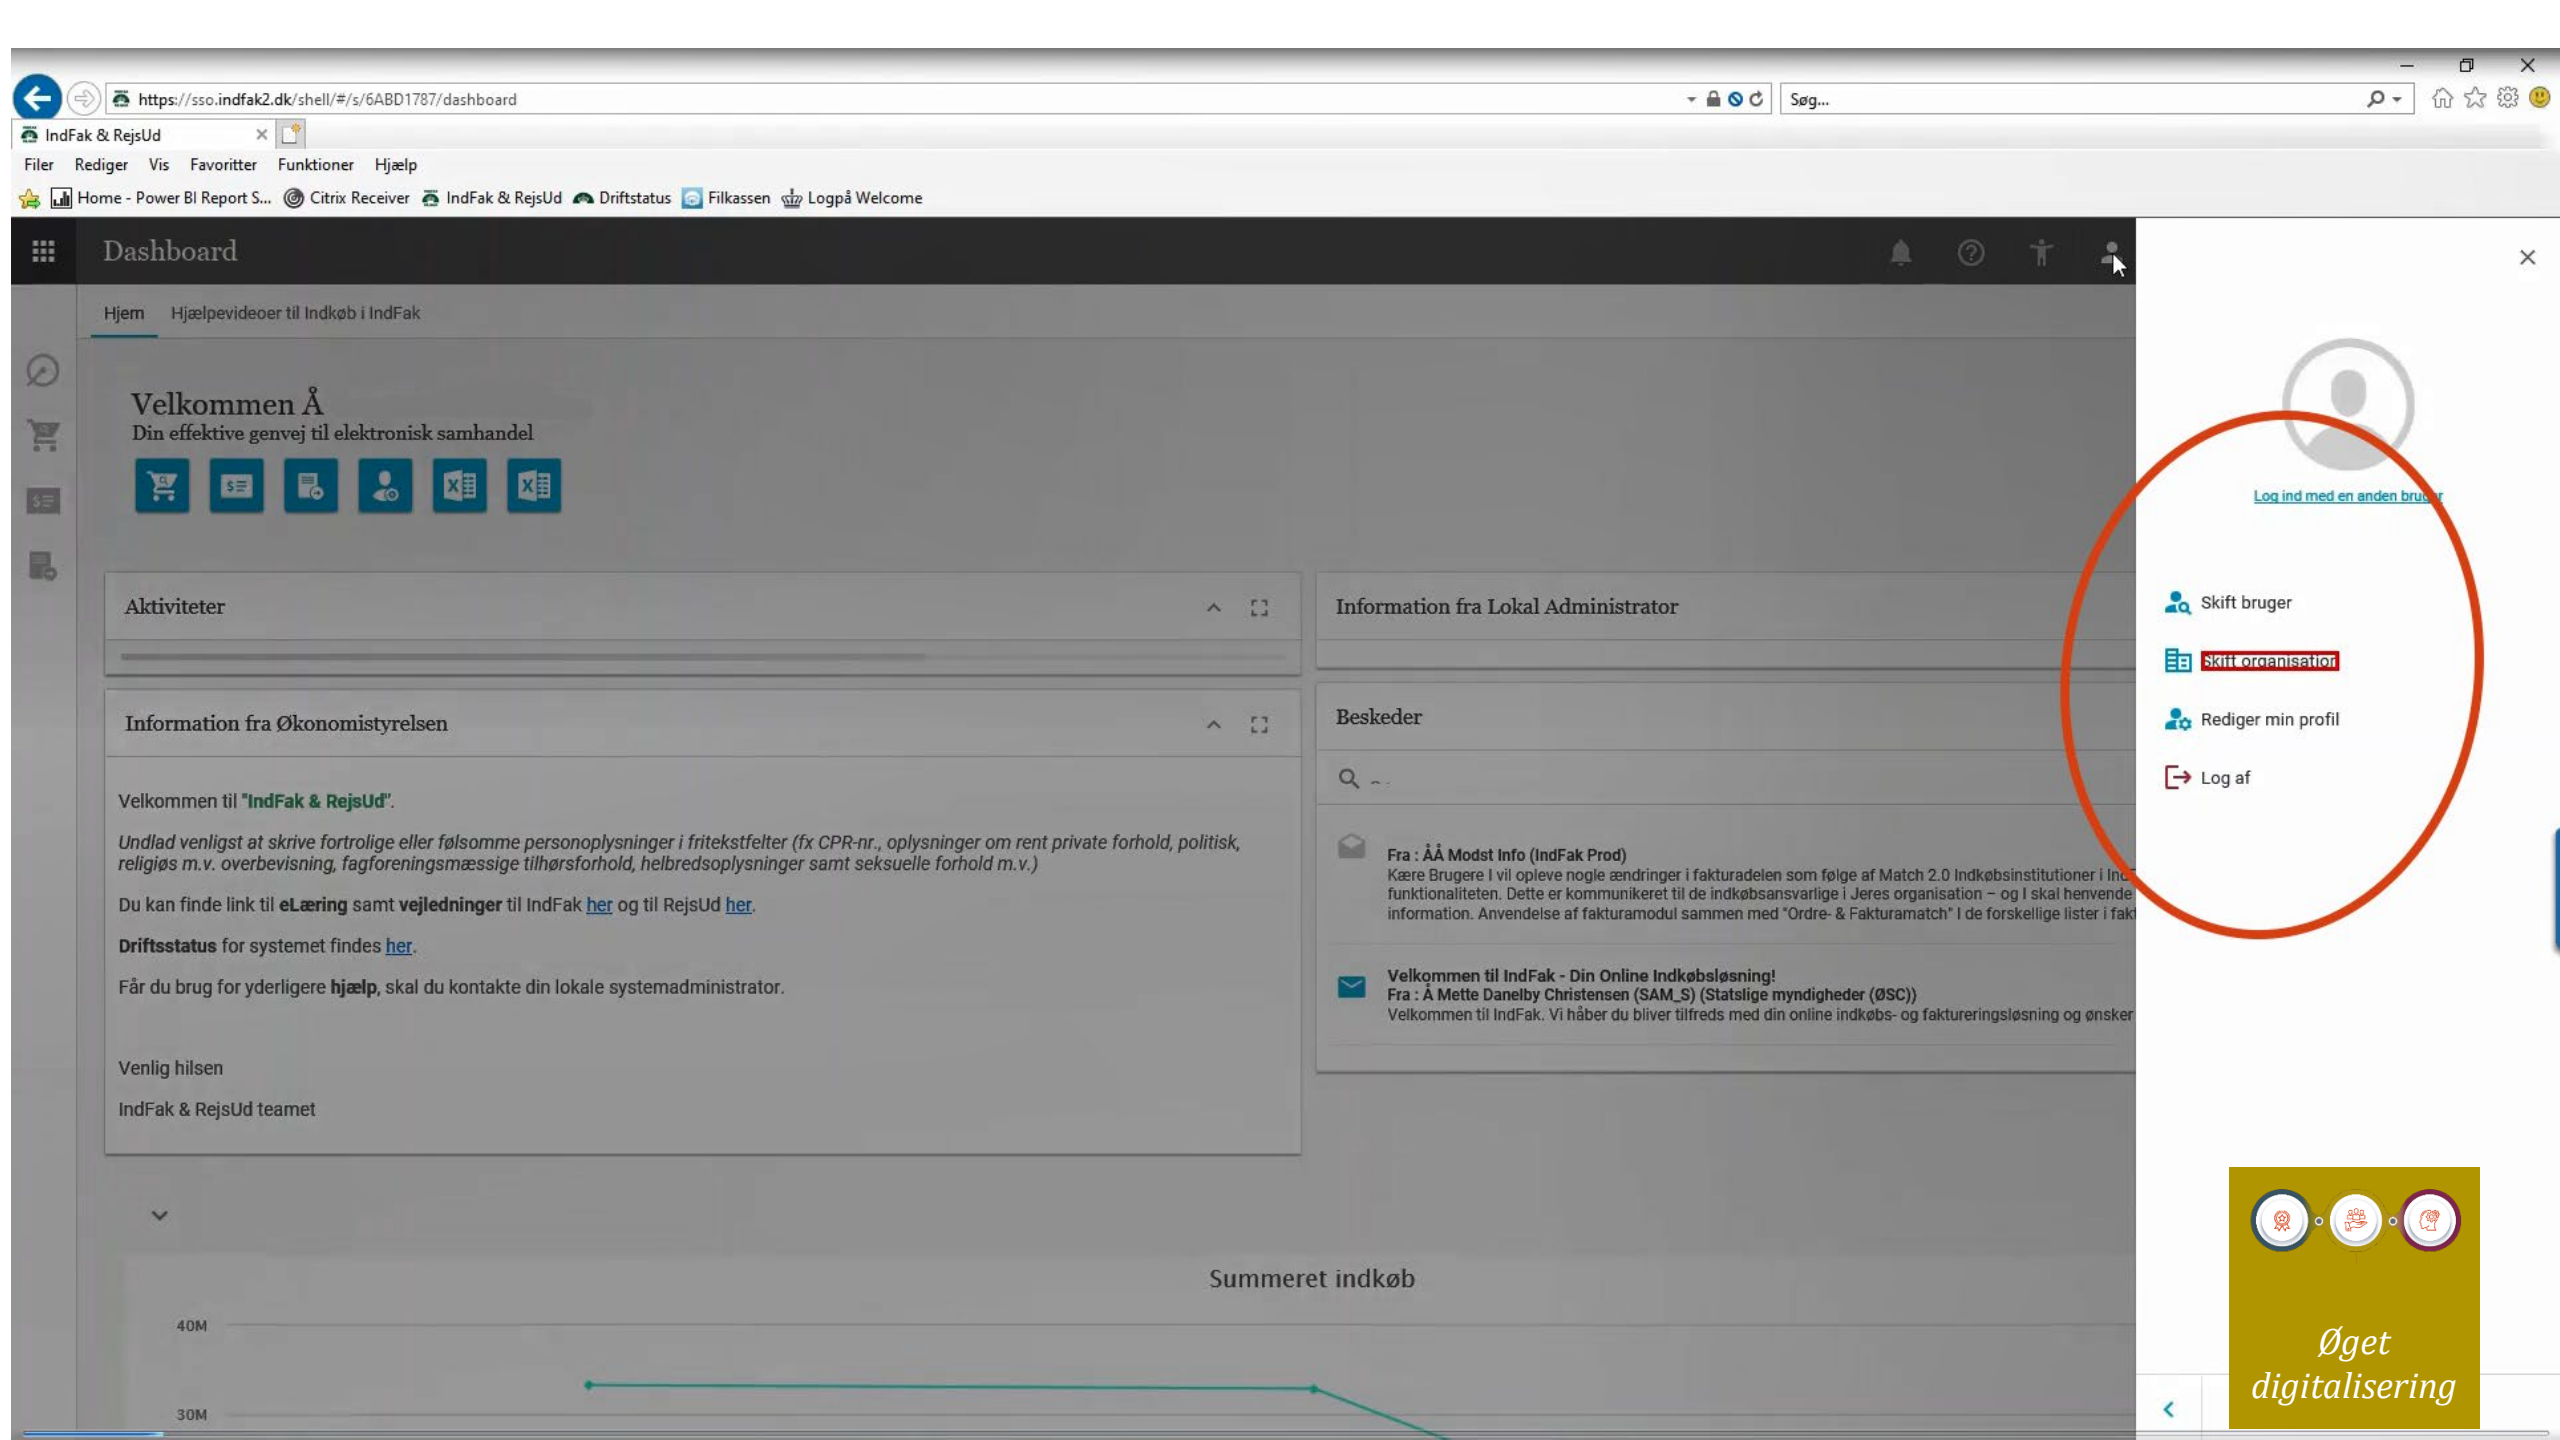 https://sso.indfak2.dk/shell/#/s/6ABD1787/dashboard
Søg...
IndFak & RejsUd
Filer Rediger Vis Favoritter Funktioner Hjælp
Home - Power BI Report S... Citrix Receiver IndFak & RejsUd Driftstatus Filkassen Logpå Welcome
Dashboard
Hjem Hjælpevideoer til Indkøb i IndFak
Velkommen Å
Din effektive genvej til elektronisk samhandel
Log ind med en anden bruger
Skift bruger
Skift organisation
Rediger min profil
Log af
Aktiviteter
Information fra Økonomistyrelsen
Velkommen til "IndFak & RejsUd".
Undlad venligst at skrive fortrolige eller følsomme personoplysninger i fritekstfelter (fx CPR-nr., oplysninger om rent private forhold, politisk,
religiøs m.v. overbevisning, fagforeningsmæssige tilhørsforhold, helbredsoplysninger samt seksuelle forhold m.v.)
Du kan finde link til eLæring samt vejledninger til IndFak her og til RejsUd her.
Driftsstatus for systemet findes her.
Får du brug for yderligere hjælp, skal du kontakte din lokale systemadministrator.
Venlig hilsen
IndFak & RejsUd teamet
Information fra Lokal Administrator
Beskeder
Fra : ÅÅ Modst Info (IndFak Prod)
Kære Brugere I vil opleve nogle ændringer i fakturadelen som følge af Match 2.0 Indkøbsinstitutioner i
funktionaliteten. Dette er kommunikeret til de indkøbsansvarlige i Jeres organisation – og I skal henvende
information. Anvendelse af fakturamodul sammen med "Ordre- & Fakturamatch" I de forskellige lister i
Velkommen til IndFak - Din Online Indkøbsløsning!
Fra : Å Mette Danelby Christensen (SAM_S) (Statslige myndigheder (ØSC))
Velkommen til IndFak. Vi håber du bliver tilfreds med din online indkøbs- og faktureringsløsning og ønsker
Summeret indkøb
40M
30M
Øget
digitalisering